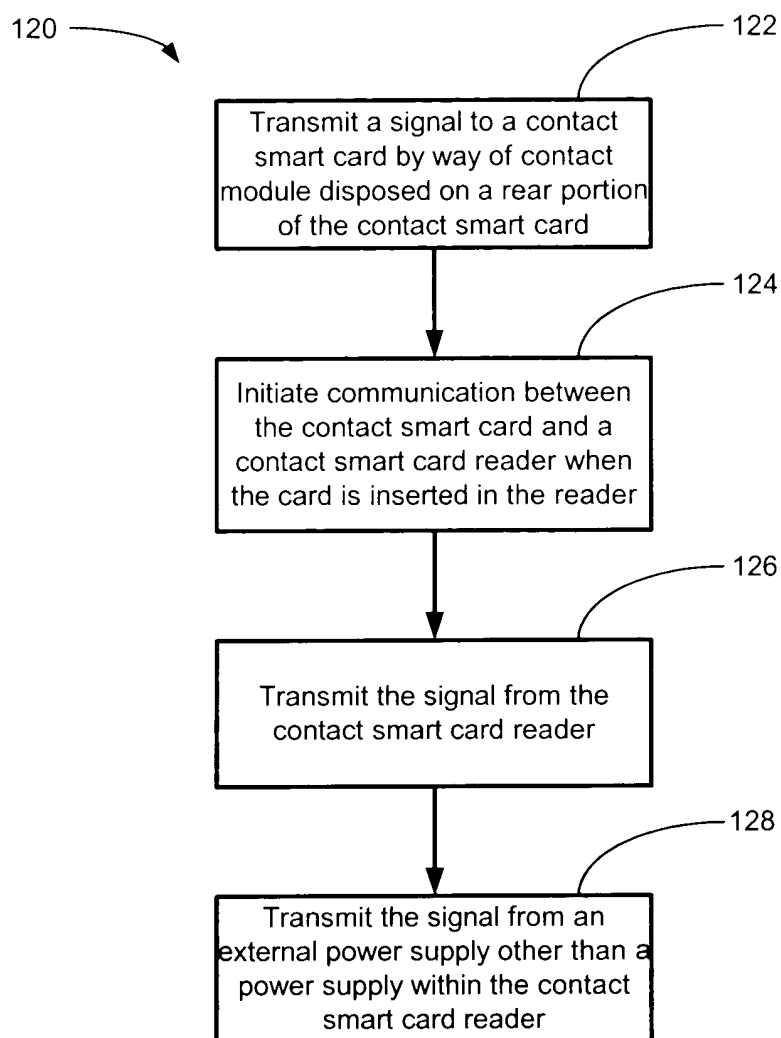 120
122
Transmit a signal to a contact
smart card by way of contact
module disposed on a rear portion
of the contact smart card
124
Initiate communication between
the contact smart card and a
contact smart card reader when
the card is inserted in the reader
126
Transmit the signal from the
contact smart card reader
128
Transmit the signal from an
external power supply other than a
power supply within the contact
smart card reader